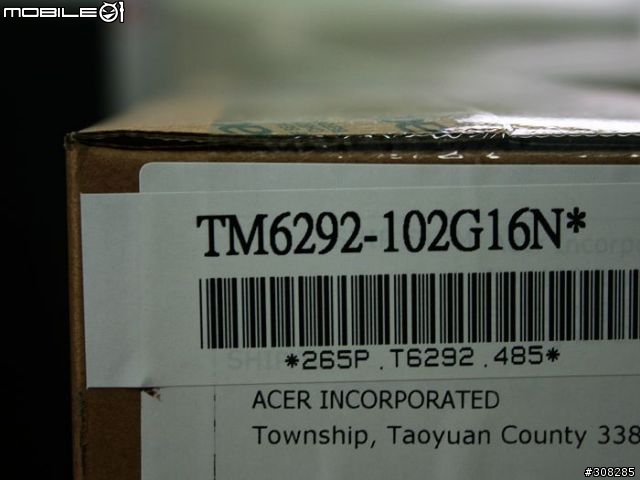 MOBILE01
TM6292-102G16N*
*265P.T6292.485*
ACER INCORPORATED
Township, Taoyuan County 338
#308285